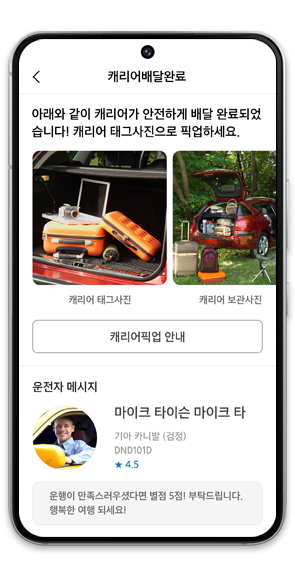 캐리어배달완료
아래와 같이 캐리어가 안전하게 배달 완료되었
습니다! 캐리어 태그사진으로 픽업하세요.
캐리어 태그사진
캐리어 보관사진
캐리어픽업 안내
운전자 메시지
마이크 타이슨 마이크 타
기아 카니발 (검정)
DND101D
★ 4.5
운행이 만족스러우셨다면 별점 5점! 부탁드립니다.
행복한 여행 되세요!